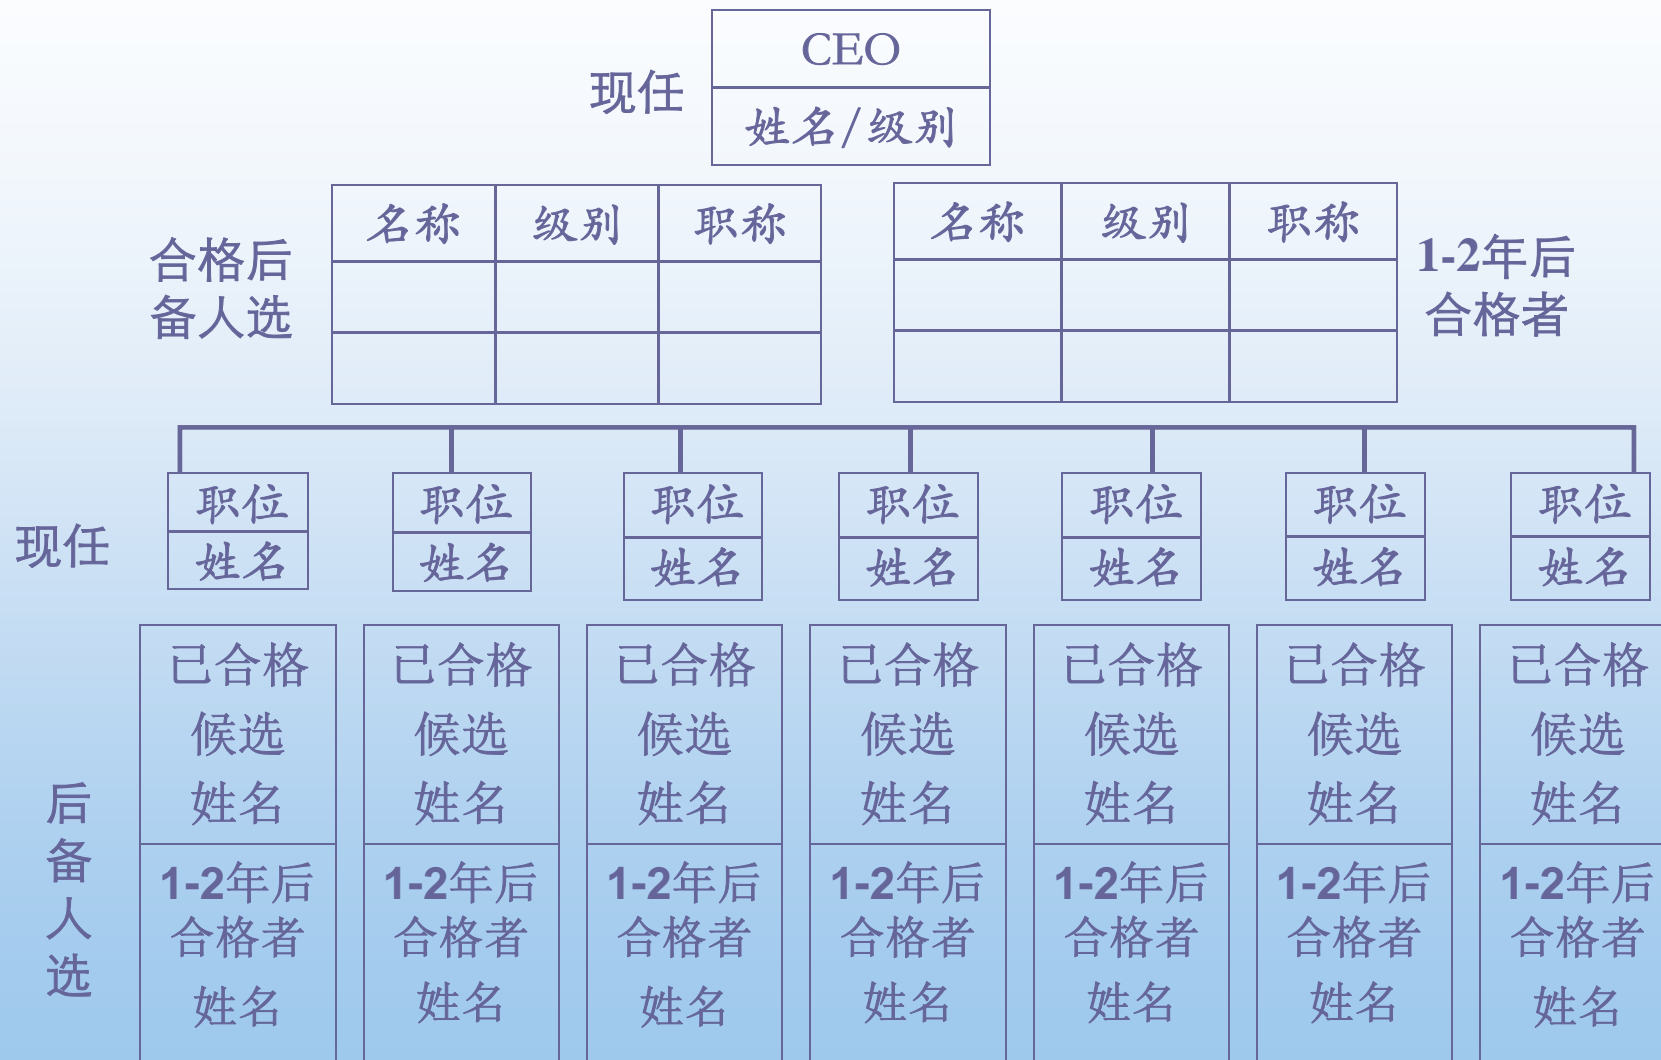 CEO
现任
姓名/级别
名称 级别 职称
名称 级别 职称
合格后
备人选
1-2年后
合格者
职位 职位 职位 职位 职位 职位 职位
现任
姓名 姓名 姓名 姓名 姓名 姓名 姓名
已合格 已合格 已合格 已合格 已合格 已合格 已合格
候选 候选 候选 候选 候选 候选 候选
姓名 姓名 姓名 姓名 姓名 姓名 姓名
后
备
人
选
1-2年后 1-2年后 1-2年后 1-2年后 1-2年后 1-2年后 1-2年后
合格者 合格者 合格者 合格者 合格者 合格者 合格者
姓名 姓名 姓名 姓名 姓名 姓名 姓名